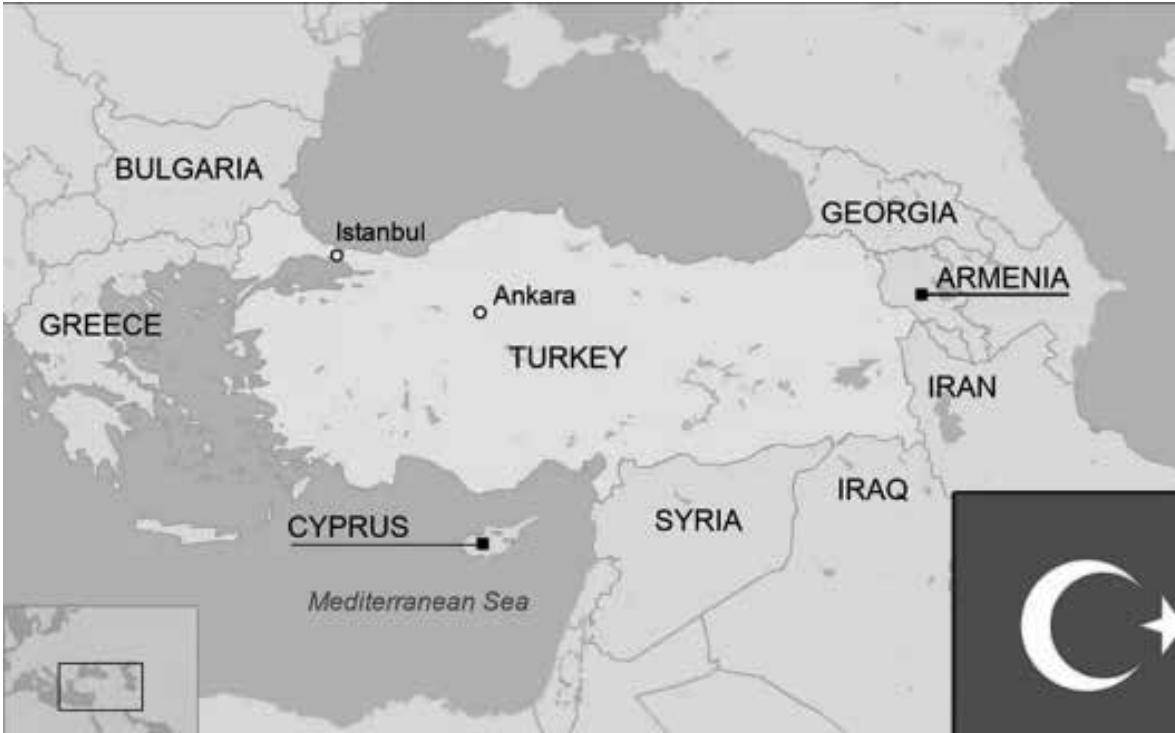 BULGARIA
GEORGIA
Istanbul
ARMENIA
Ankara
GREECE
TURKEY
IRAN
IRAQ
SYRIA
CYPRUS
Mediterranean Sea